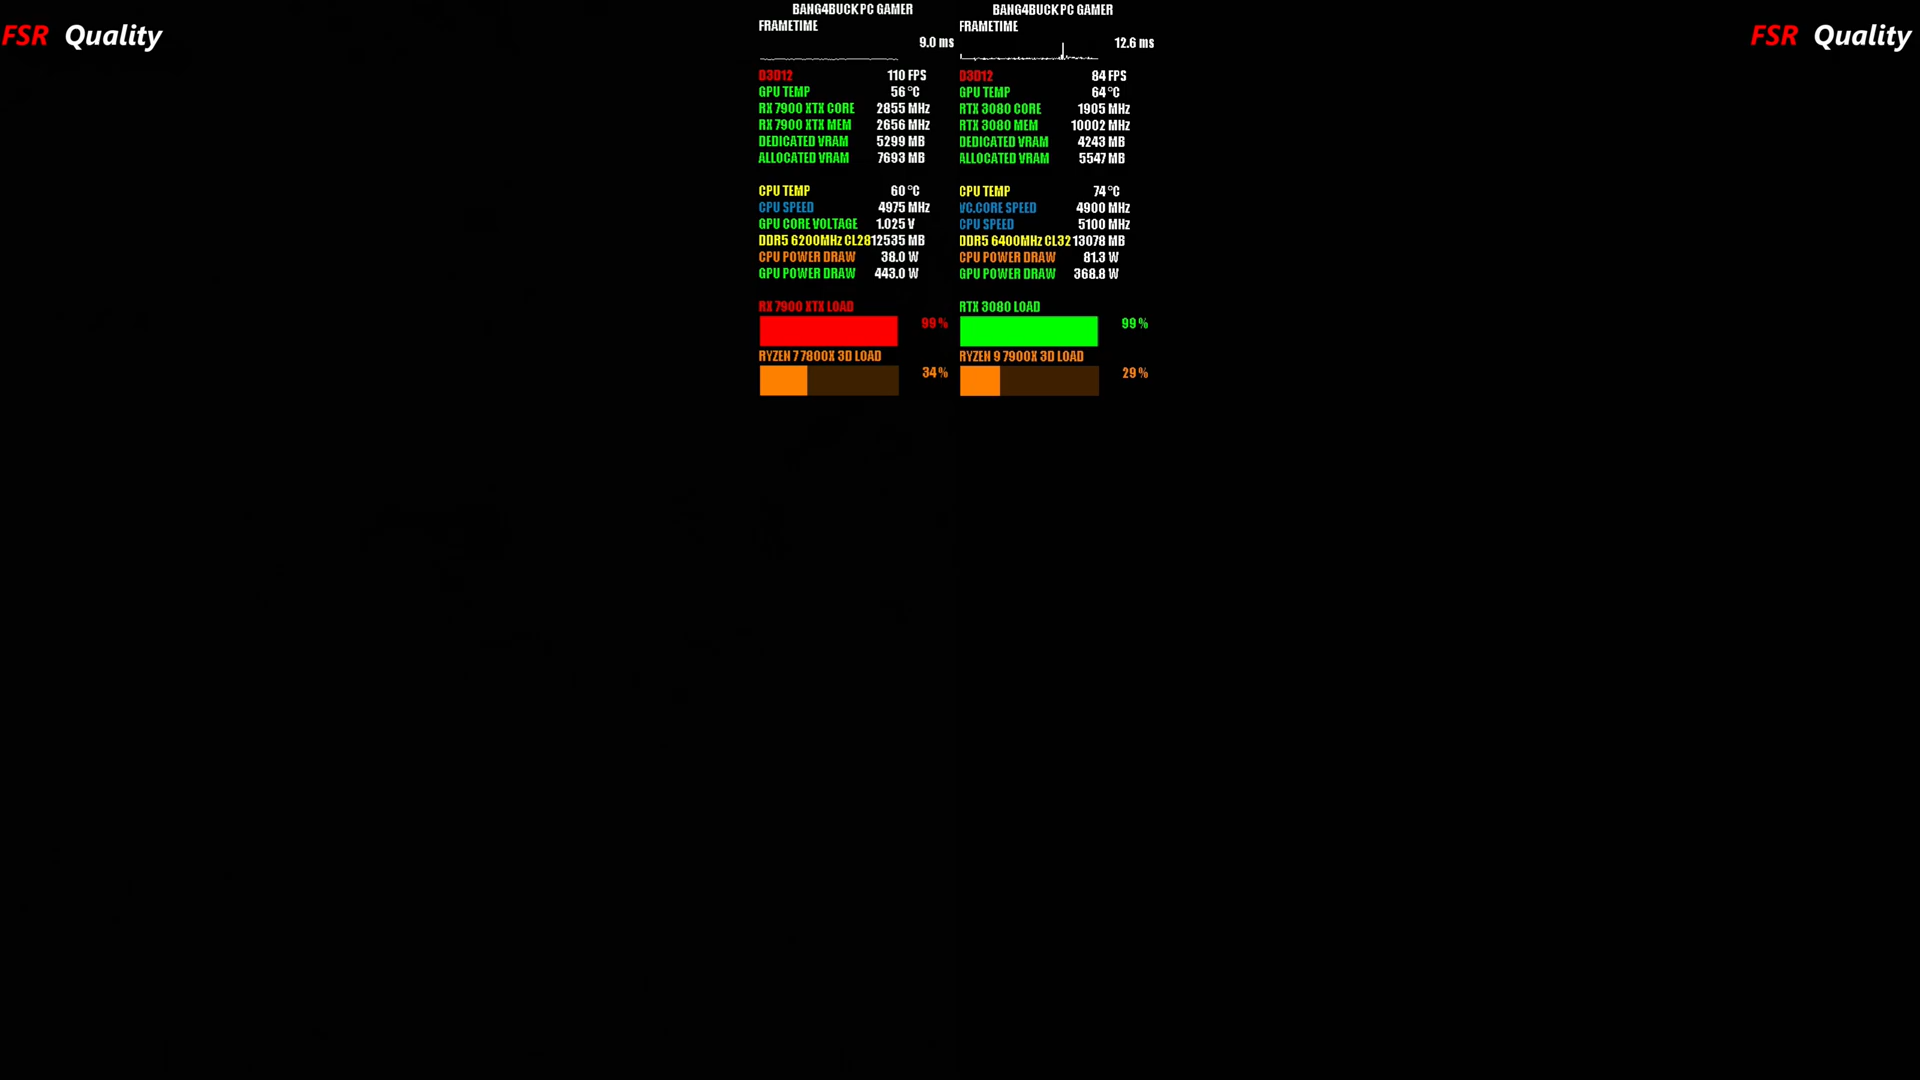 FSR Quality
BANG4BUCK PC GAMER
FRAMETIME
9.0 ms
D3D12 110 FPS
GPU TEMP 56 °C
RX 7900 XTX CORE 2855 MHz
RX 7900 XTX MEM 2656 MHz
DEDICATED VRAM 5299 MB
ALLOCATED VRAM 7693 MB
CPU TEMP 60 °C
CPU SPEED 4975 MHz
GPU CORE VOLTAGE 1.025 V
DDR5 6200MHz CL28 12535 MB
CPU POWER DRAW 38.0 W
GPU POWER DRAW 443.0 W
RX 7900 XTX LOAD
99 %
RYZEN 7 7800X 3D LOAD
34 %
BANG4BUCK PC GAMER
FRAMETIME
12.6 ms
D3D12 84 FPS
GPU TEMP 64 °C
RTX 3080 CORE 1905 MHz
RTX 3080 MEM 10002 MHz
DEDICATED VRAM 4243 MB
ALLOCATED VRAM 5547 MB
CPU TEMP 74 °C
VC.CORE SPEED 4900 MHz
CPU SPEED 5100 MHz
DDR5 6400MHz CL32 13078 MB
CPU POWER DRAW 81.3 W
GPU POWER DRAW 368.8 W
RTX 3080 LOAD
99 %
RYZEN 9 7900X 3D LOAD
29 %
FSR Quality